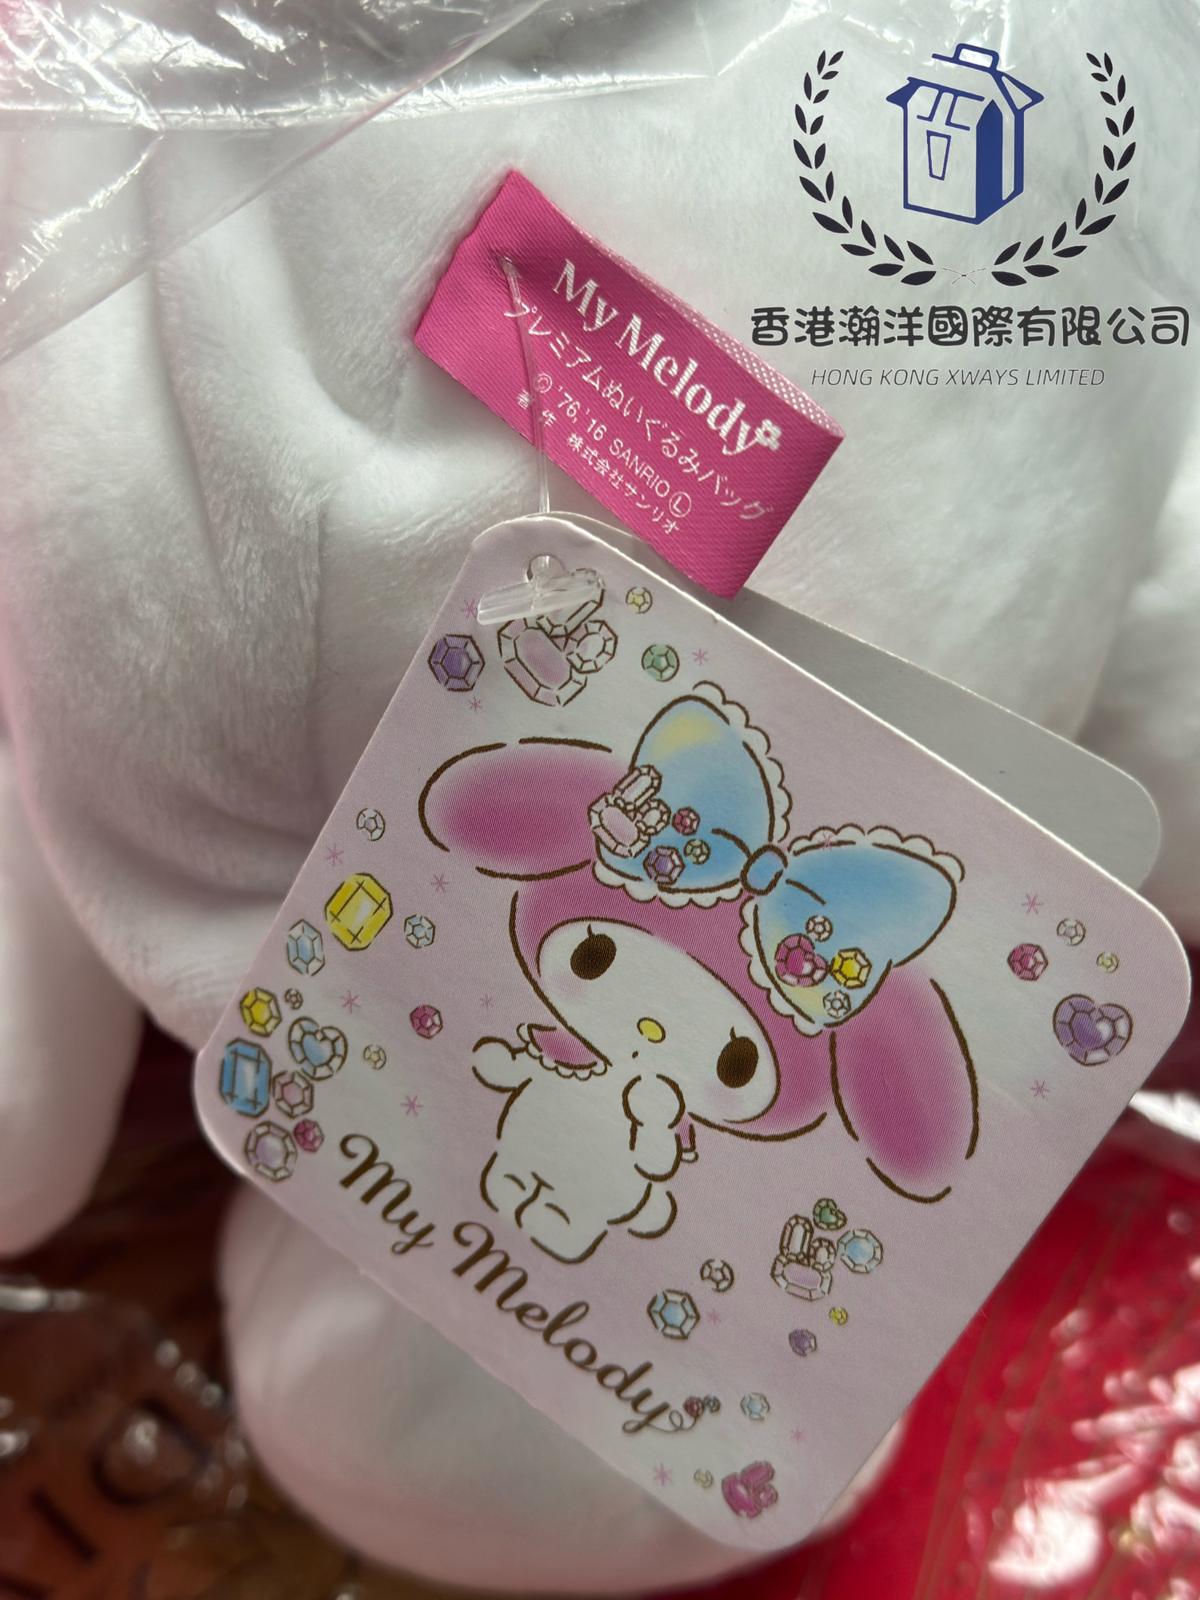 香港瀚洋國際有限公司
HONG KONG XWAYS LIMITED
My Melody
プレミアムぬいぐるみバッグ
© '76, '16 SANRIO Ⓛ
著作 株式会社サンリオ
My Melody